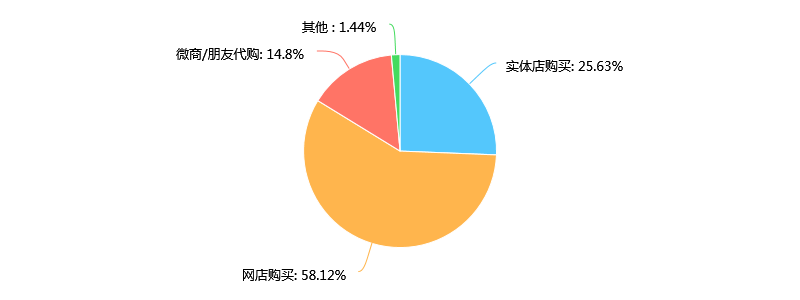 其他 : 1.44%
微商/朋友代购: 14.8%
实体店购买: 25.63%
网店购买: 58.12%